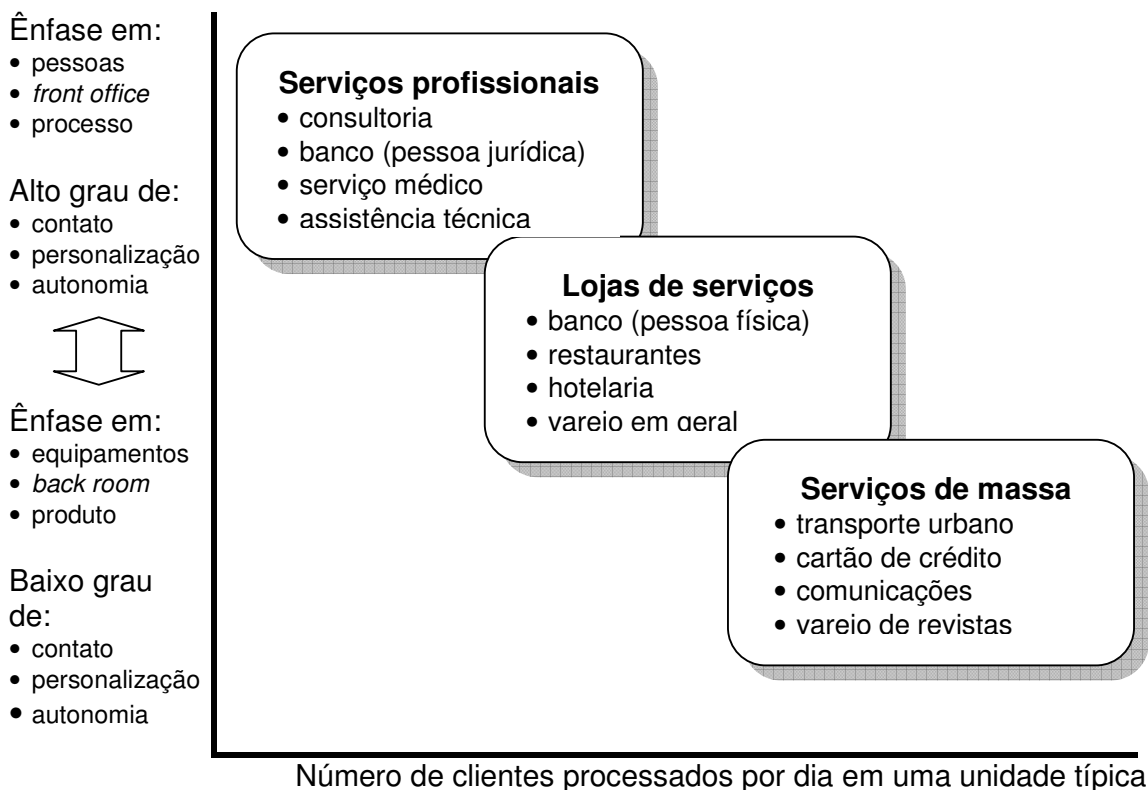 Ênfase em:
• pessoas
• front office
• processo
Alto grau de:
• contato
• personalização
• autonomia
Ênfase em:
• equipamentos
• back room
• produto
Baixo grau
de:
• contato
• personalização
• autonomia
Serviços profissionais
• consultoria
• banco (pessoa jurídica)
• serviço médico
• assistência técnica
Lojas de serviços
• banco (pessoa física)
• restaurantes
• hotelaria
• varejo em geral
Serviços de massa
• transporte urbano
• cartão de crédito
• comunicações
• varejo de revistas
Número de clientes processados por dia em uma unidade típica